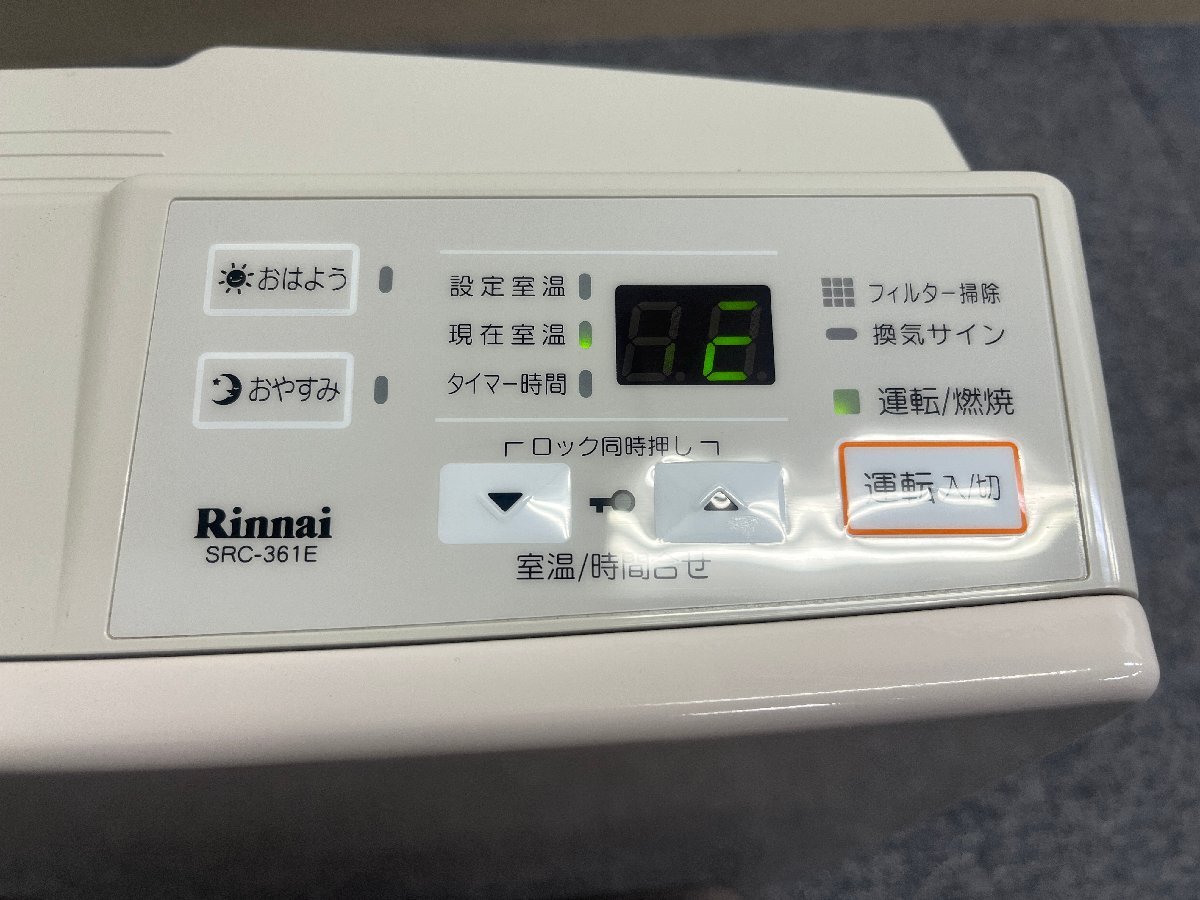 おはよう
おやすみ
設定室温
現在室温
タイマー時間
フィルター掃除
換気サイン
運転/燃焼
ロック同時押し
運転 入/切
室温/時間合せ
Rinnai
SRC-361E